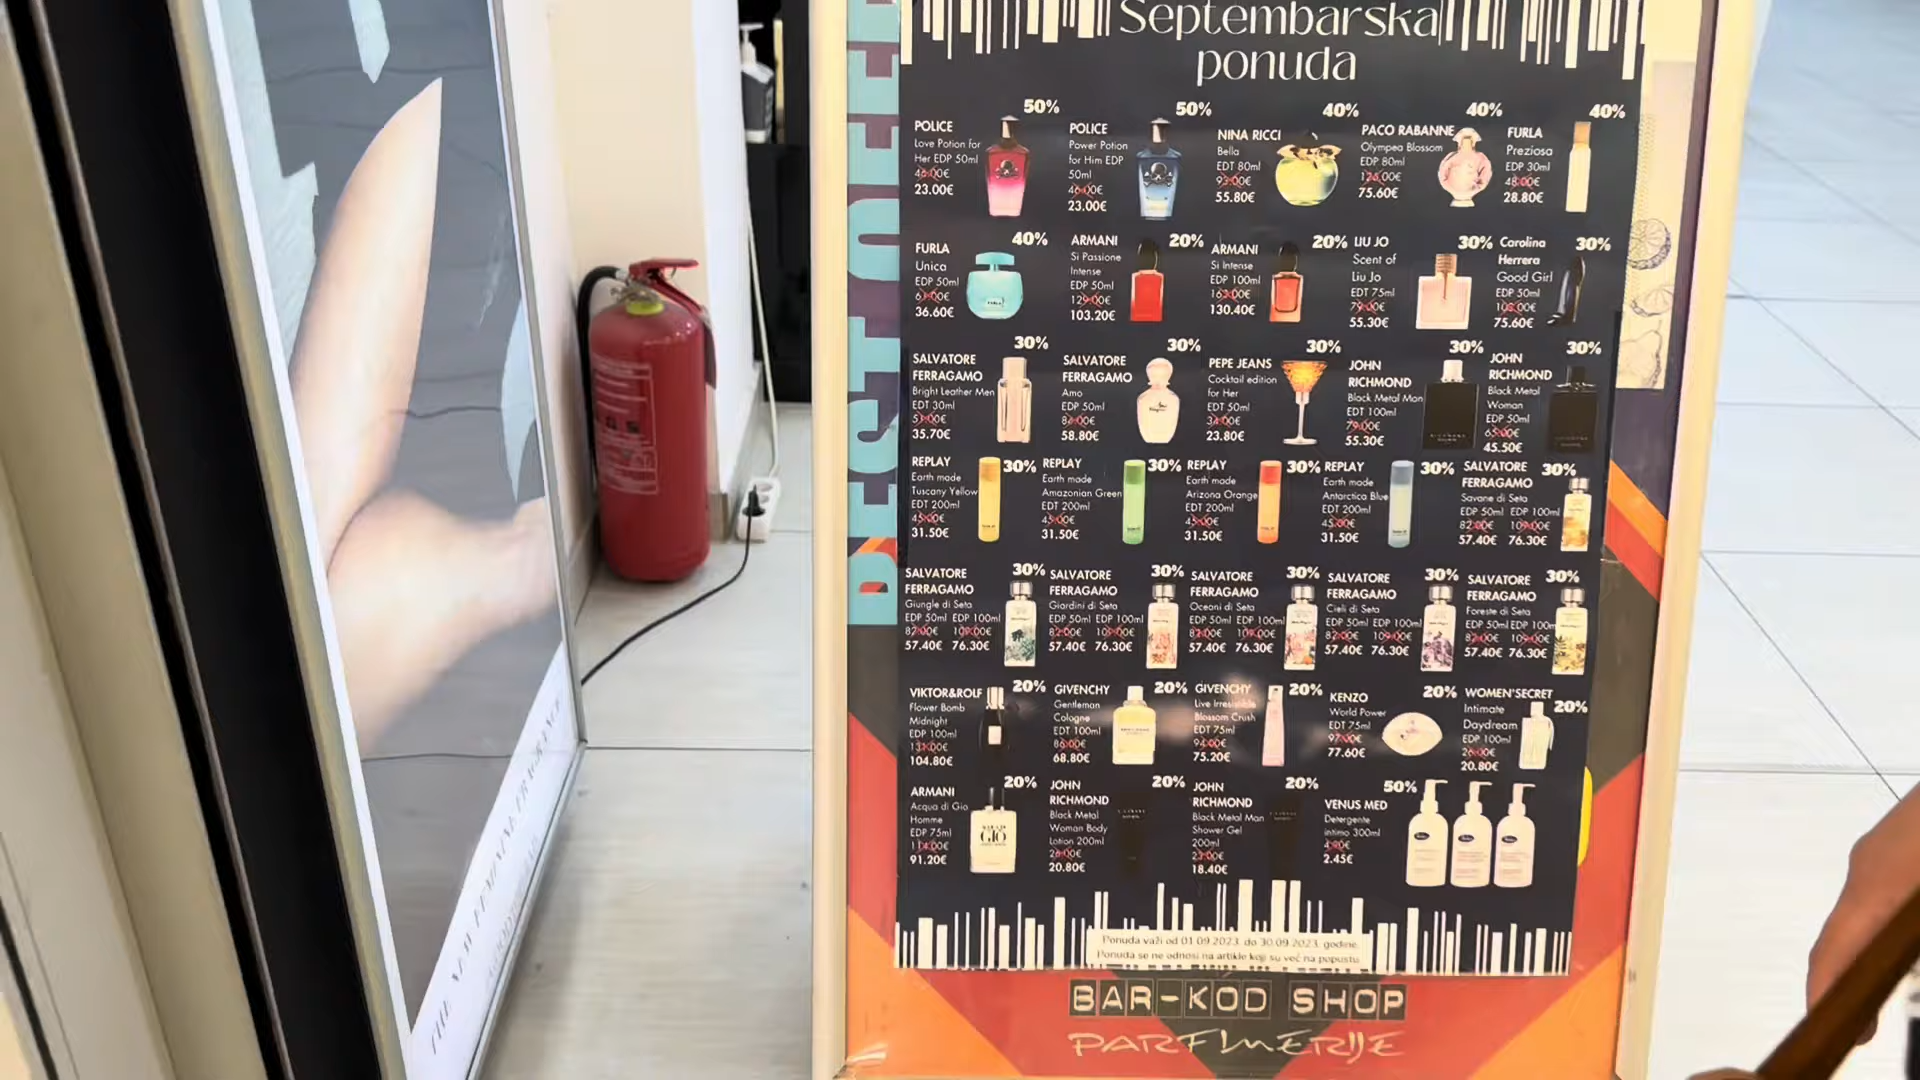 Septembarska
ponuda
BEST OFFER
50%
POLICE
Love Potion for
Her EDP 50ml
46.00€
23.00€
50%
POLICE
Power Potion
for Him EDP
50ml
46.00€
23.00€
40%
NINA RICCI
Bella
EDT 80ml
93.00€
55.80€
40%
PACO RABANNE
Olympea Blossom
EDP 80ml
126.00€
75.60€
40%
FURLA
Preziosa
EDP 30ml
48.00€
28.80€
40%
FURLA
Unica
EDP 50ml
61.00€
36.60€
20%
ARMANI
Si Passione
Intense
EDP 50ml
129.00€
103.20€
20%
ARMANI
Si Intense
EDP 100ml
163.00€
130.40€
30%
LIU JO
Scent of
Liu Jo
EDT 75ml
79.00€
55.30€
30%
Carolina
Herrera
Good Girl
EDP 50ml
108.00€
75.60€
30%
SALVATORE
FERRAGAMO
Bright Leather Men
EDT 30ml
51.00€
35.70€
30%
SALVATORE
FERRAGAMO
Amo
EDP 50ml
84.00€
58.80€
30%
PEPE JEANS
Cocktail edition
for Her
EDT 50ml
34.00€
23.80€
30%
JOHN
RICHMOND
Black Metal Man
EDT 100ml
79.00€
55.30€
30%
JOHN
RICHMOND
Black Metal
Woman
EDP 50ml
65.00€
45.50€
30%
REPLAY
Earth made
Tuscany Yellow
EDT 200ml
45.00€
31.50€
30%
REPLAY
Earth made
Amazonian Green
EDT 200ml
45.00€
31.50€
30%
REPLAY
Earth made
Arizona Orange
EDT 200ml
45.00€
31.50€
30%
REPLAY
Earth made
Antarctica Blue
EDT 200ml
45.00€
31.50€
30%
SALVATORE
FERRAGAMO
Savane di Seta
EDP 50ml EDP 100ml
82.00€ 109.00€
57.40€ 76.30€
30%
SALVATORE
FERRAGAMO
Giungle di Seta
EDP 50ml EDP 100ml
82.00€ 109.00€
57.40€ 76.30€
30%
SALVATORE
FERRAGAMO
Giardini di Seta
EDP 50ml EDP 100ml
82.00€ 109.00€
57.40€ 76.30€
30%
SALVATORE
FERRAGAMO
Oceani di Seta
EDP 50ml EDP 100ml
82.00€ 109.00€
57.40€ 76.30€
30%
SALVATORE
FERRAGAMO
Cieli di Seta
EDP 50ml EDP 100ml
82.00€ 109.00€
57.40€ 76.30€
30%
SALVATORE
FERRAGAMO
Foreste di Seta
EDP 50ml EDP 100ml
82.00€ 109.00€
57.40€ 76.30€
20%
VIKTOR&ROLF
Flower Bomb
Midnight
EDP 100ml
131.00€
104.80€
20%
GIVENCHY
Gentleman
Cologne
EDT 100ml
86.00€
68.80€
20%
GIVENCHY
Live Irresistible
Blossom Crush
EDT 75ml
94.00€
75.20€
20%
KENZO
World Power
EDT 75ml
97.00€
77.60€
20%
WOMEN'SECRET
Intimate
Daydream
EDP 100ml
26.00€
20.80€
20%
ARMANI
Acqua di Gio
Homme
EDP 75ml
114.00€
91.20€
20%
JOHN
RICHMOND
Black Metal
Woman Body
Lotion 200ml
26.00€
20.80€
20%
JOHN
RICHMOND
Black Metal Man
Shower Gel
200ml
23.00€
18.40€
50%
VENUS MED
Detergente
intimo 300ml
4.90€
2.45€
Ponuda važi od 01.09.2023. do 30.09.2023. godine.
Ponuda se ne odnosi na artikle koji su već na popustu.
BAR-KOD SHOP
PARFIMERIJE